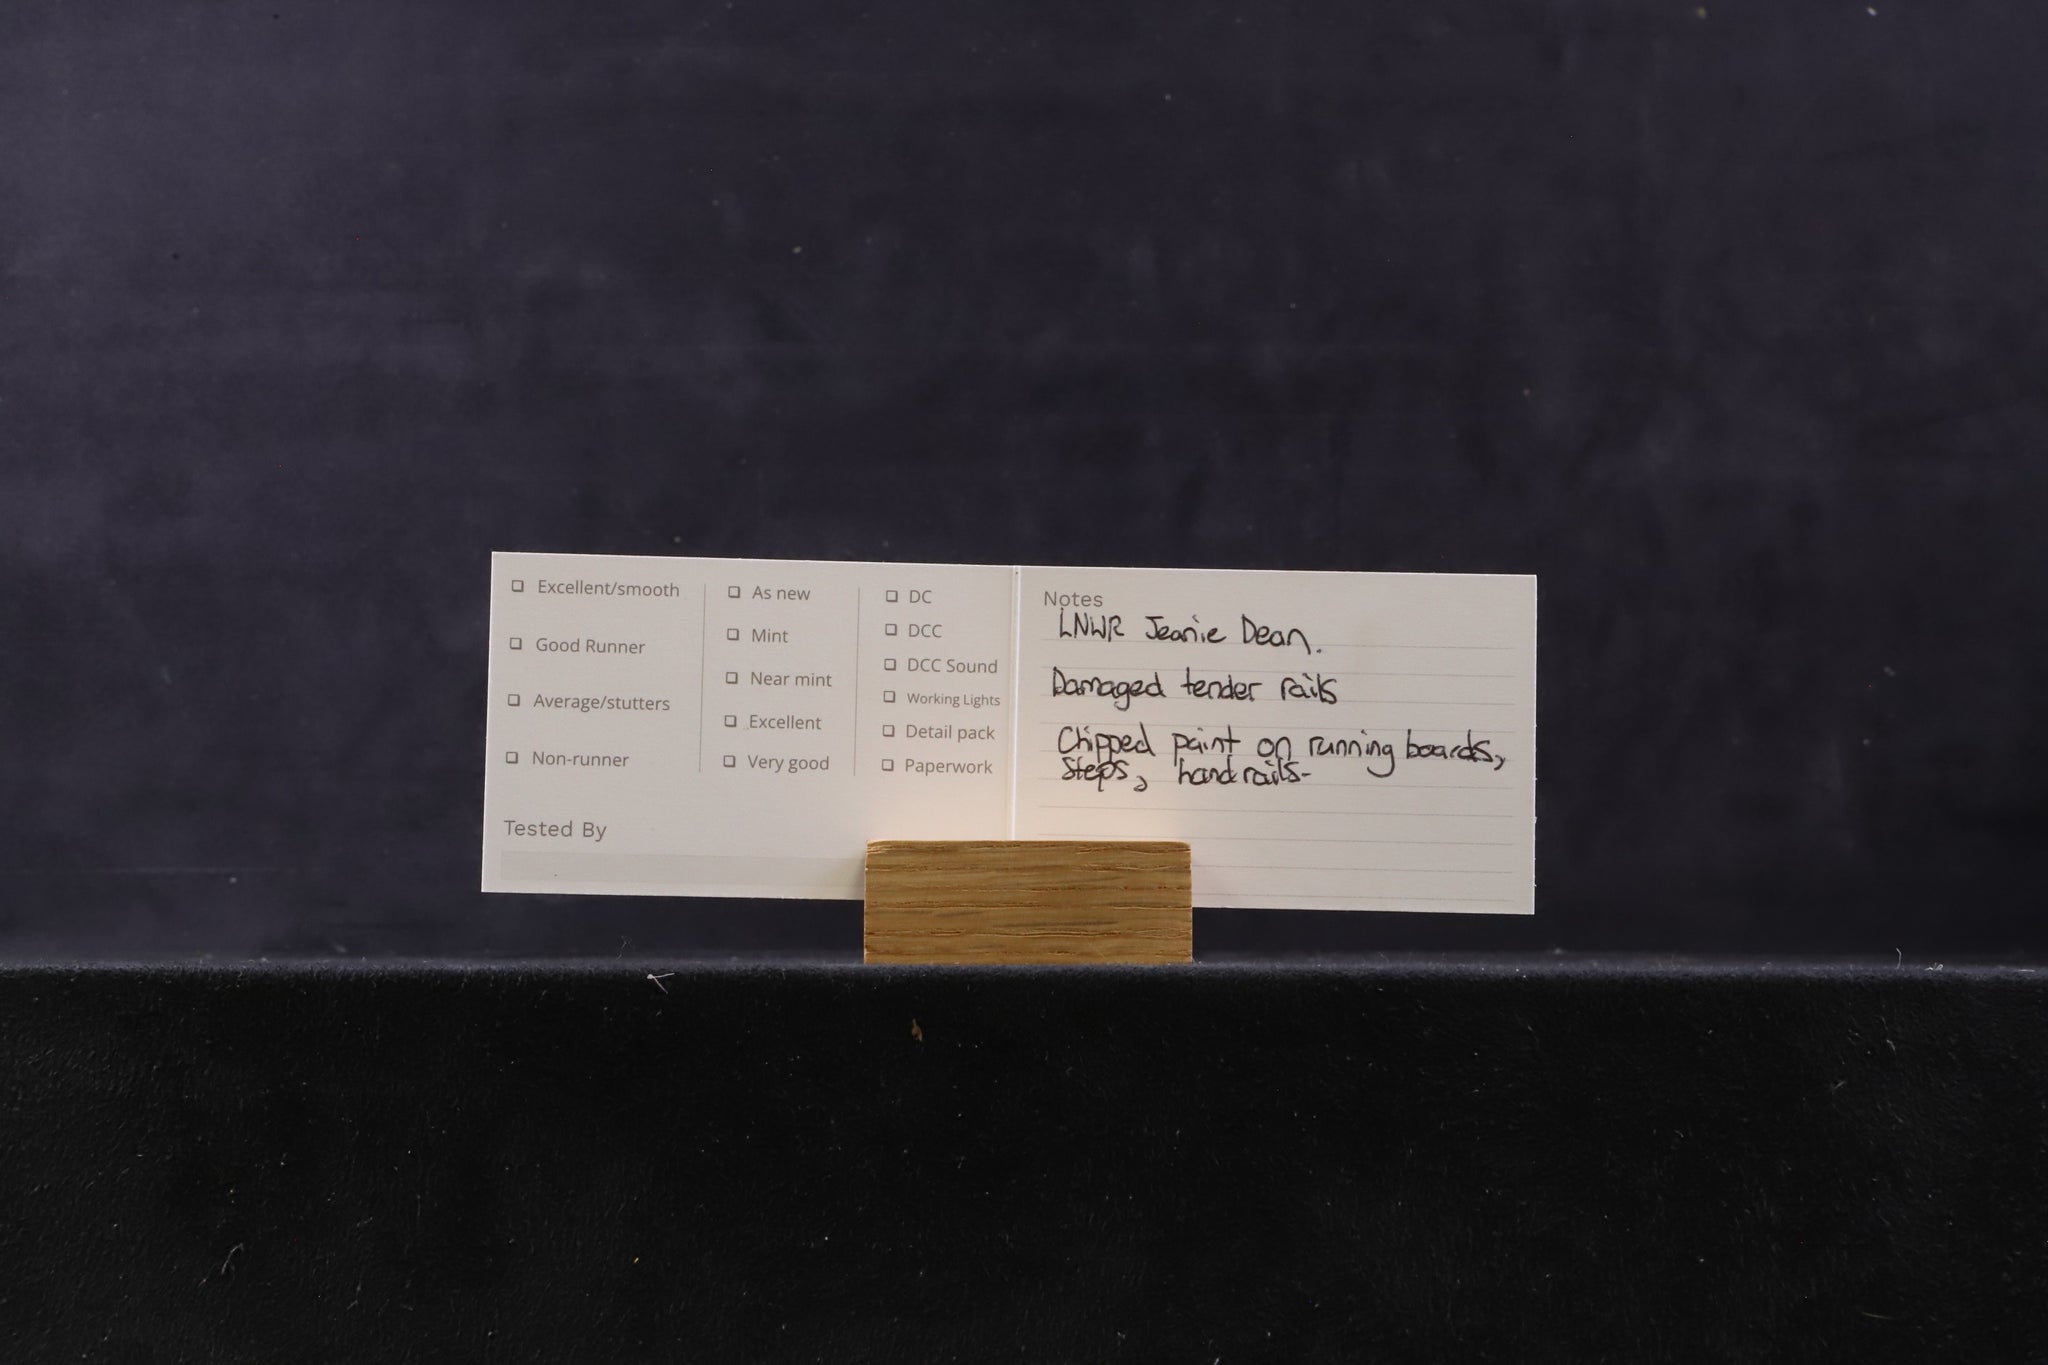 Excellent/smooth
Good Runner
Average/stutters
Non-runner
Tested By
As new
Mint
Near mint
Excellent
Very good
DC
DCC
DCC Sound
Working Lights
Detail pack
Paperwork
Notes
LNWR Jeanie Dean.
Damaged tender rails
Chipped paint on running boards,
steps, handrails-